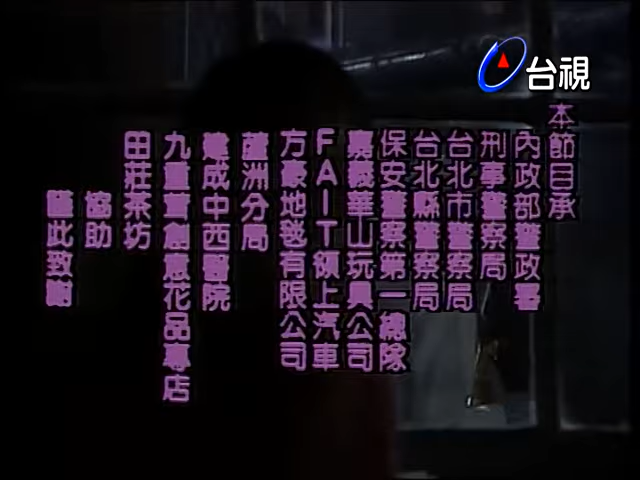 台視
本節目承
內政部警政署
刑事警察局
台北市警察局
台北縣警察局
保安警察第一總隊
嘉義華山玩具公司
FAIT領上汽車
方豪地毯有限公司
蘆洲分局
建成中西醫院
九重葛創意花品專店
田莊茶坊
協助
謹此致謝